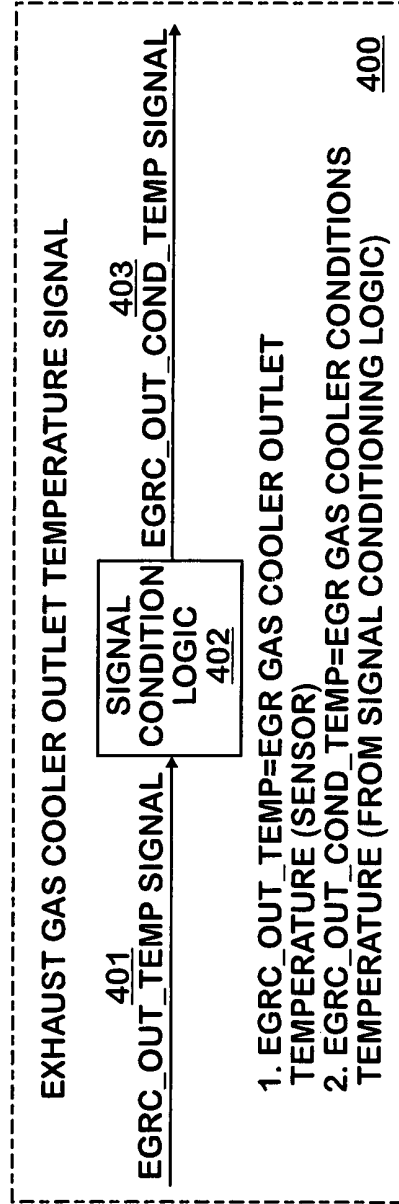 EXHAUST GAS COOLER OUTLET TEMPERATURE SIGNAL
401
EGRC_OUT_TEMP SIGNAL
SIGNAL
CONDITION
LOGIC
402
403
EGRC_OUT_COND_TEMP SIGNAL
1. EGRC_OUT_TEMP=EGR GAS COOLER OUTLET
TEMPERATURE (SENSOR)
2. EGRC_OUT_COND_TEMP=EGR GAS COOLER CONDITIONS
TEMPERATURE (FROM SIGNAL CONDITIONING LOGIC)
400